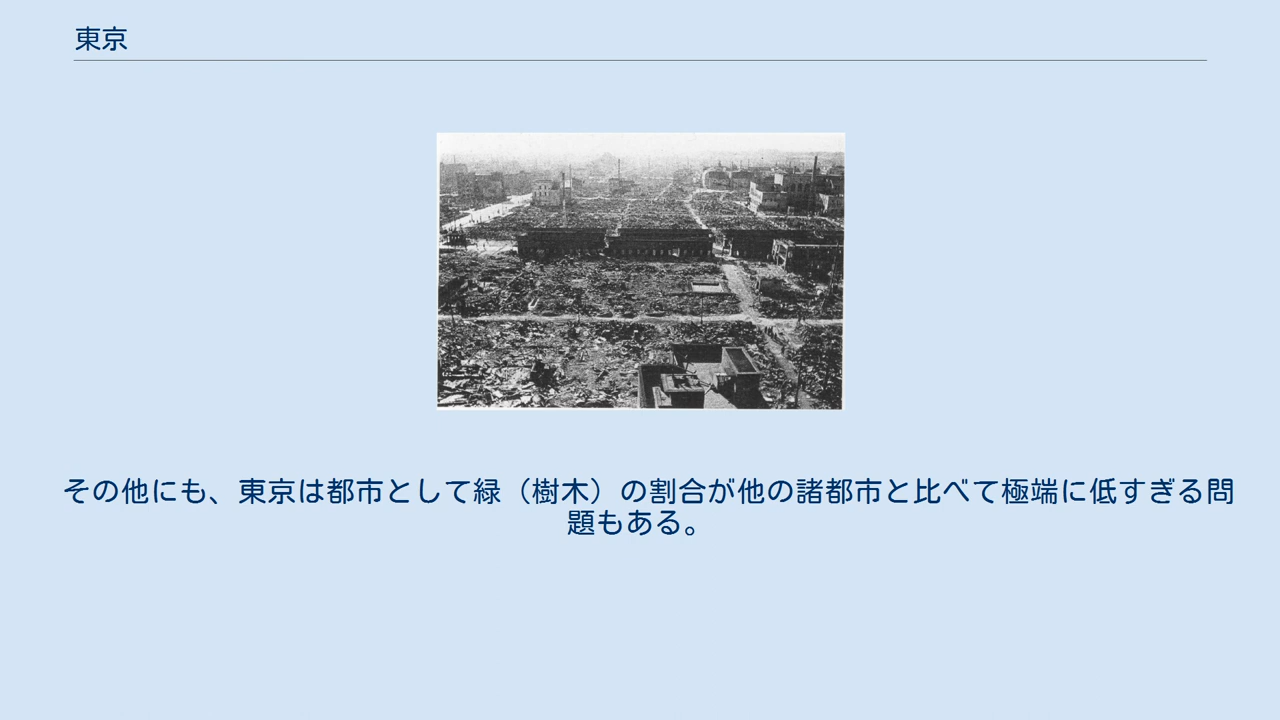 東京
その他にも、東京は都市として緑（樹木）の割合が他の諸都市と比べて極端に低すぎる問
題もある。